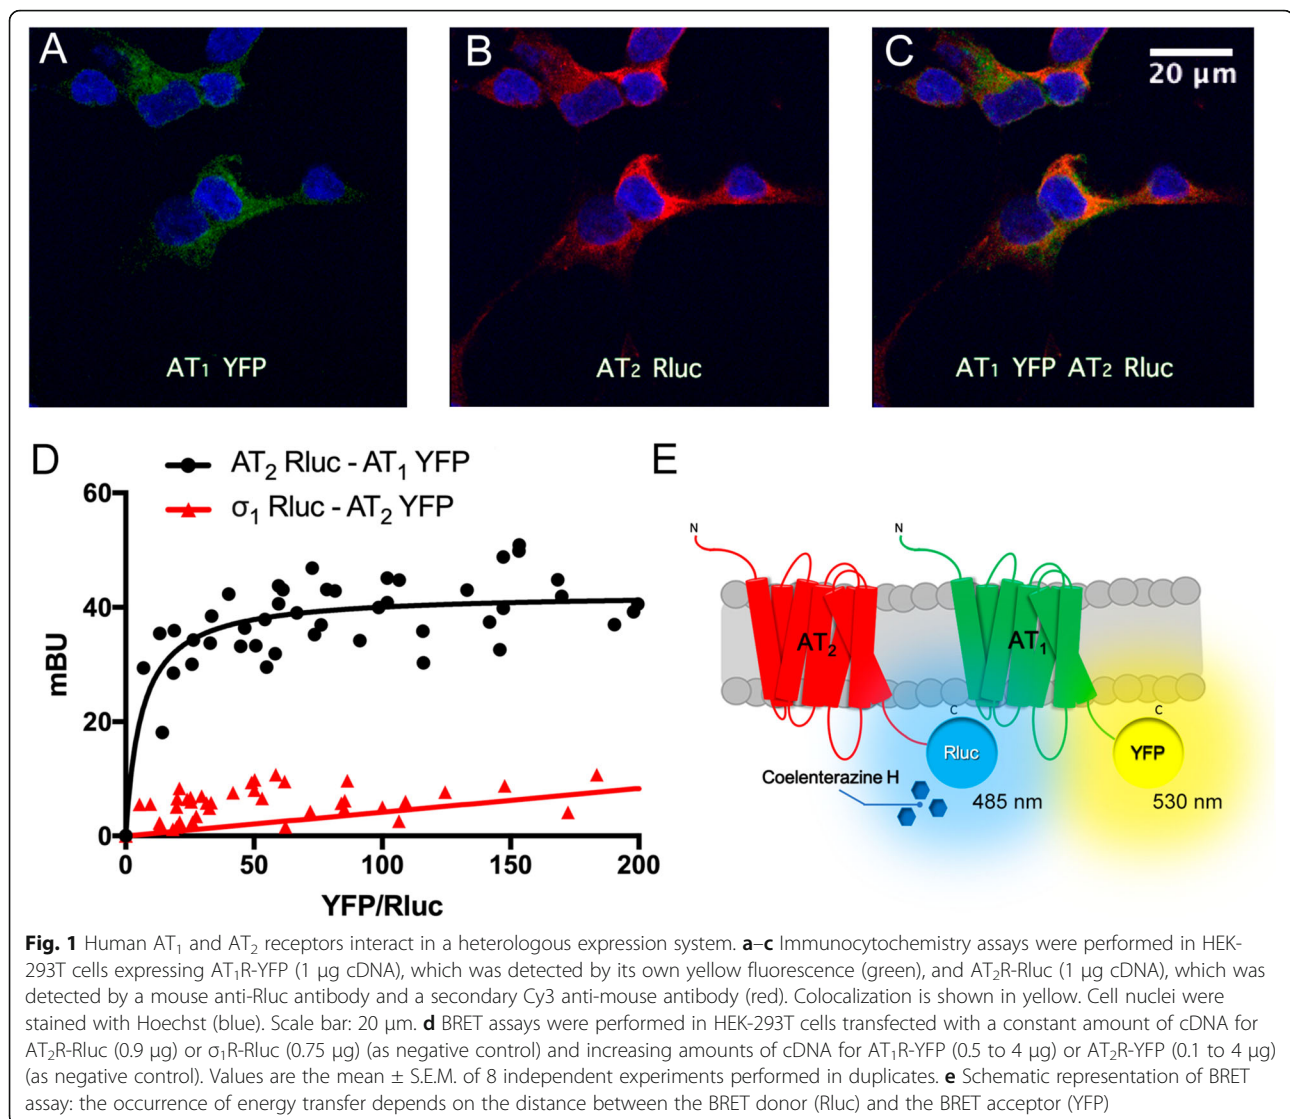 A
B
C
20 μm
AT1 YFP
AT2 Rluc
AT1 YFP AT2 Rluc
D
AT2 Rluc - AT1 YFP
σ1 Rluc - AT2 YFP
60
40
20
0
mBU
0
50
100
150
200
YFP/Rluc
E
N
N
AT2
AT1
C
C
Rluc
YFP
Coelenterazine H
485 nm
530 nm
Fig. 1 Human AT1 and AT2 receptors interact in a heterologous expression system. a–c Immunocytochemistry assays were performed in HEK-
293T cells expressing AT1R-YFP (1 μg cDNA), which was detected by its own yellow fluorescence (green), and AT2R-Rluc (1 μg cDNA), which was
detected by a mouse anti-Rluc antibody and a secondary Cy3 anti-mouse antibody (red). Colocalization is shown in yellow. Cell nuclei were
stained with Hoechst (blue). Scale bar: 20 μm. d BRET assays were performed in HEK-293T cells transfected with a constant amount of cDNA for
AT2R-Rluc (0.9 μg) or σ1R-Rluc (0.75 μg) (as negative control) and increasing amounts of cDNA for AT1R-YFP (0.5 to 4 μg) or AT2R-YFP (0.1 to 4 μg)
(as negative control). Values are the mean ± S.E.M. of 8 independent experiments performed in duplicates. e Schematic representation of BRET
assay: the occurrence of energy transfer depends on the distance between the BRET donor (Rluc) and the BRET acceptor (YFP)